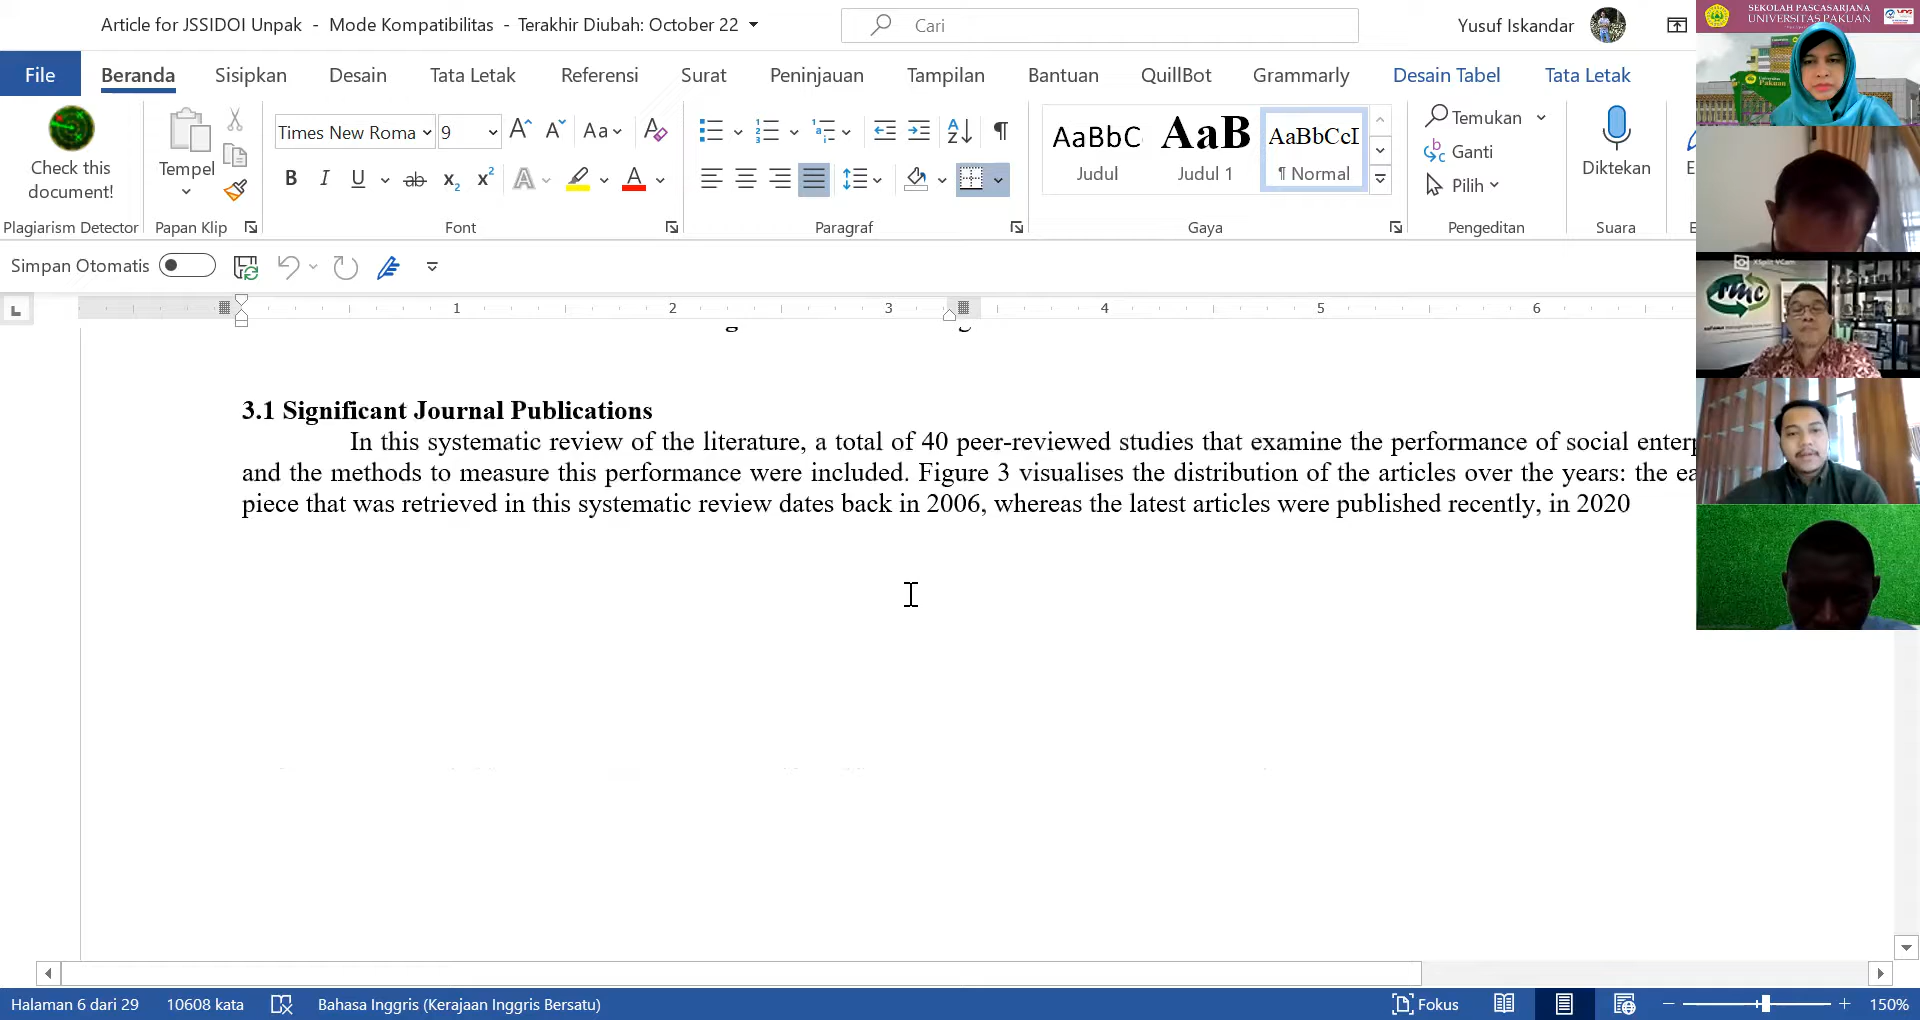 Article for JSSIDOI Unpak - Mode Kompatibilitas - Terakhir Diubah: October 22
Cari
Yusuf Iskandar
SEKOLAH PASCASARJANA
UNIVERSITAS PAKUAN
File Beranda Sisipkan Desain Tata Letak Referensi Surat Peninjauan Tampilan Bantuan QuillBot Grammarly Desain Tabel Tata Letak
Check this
document!
Plagiarism Detector
Tempel
Papan Klip
Times New Roma 9
Aa
B I U ab x₂ x² A A
Font
Paragraf
AaBbC AaB AaBbCcI
Judul Judul 1 ¶ Normal
Gaya
Temukan
Ganti
Pilih
Pengeditan
Diktekan
Suara
Simpan Otomatis
1 2 3 4 5 6
3.1 Significant Journal Publications
In this systematic review of the literature, a total of 40 peer-reviewed studies that examine the performance of social
and the methods to measure this performance were included. Figure 3 visualises the distribution of the articles over the years: the
piece that was retrieved in this systematic review dates back in 2006, whereas the latest articles were published recently, in 2020
XSplit VCam
rmc
Halaman 6 dari 29 10608 kata Bahasa Inggris (Kerajaan Inggris Bersatu) Fokus 150%